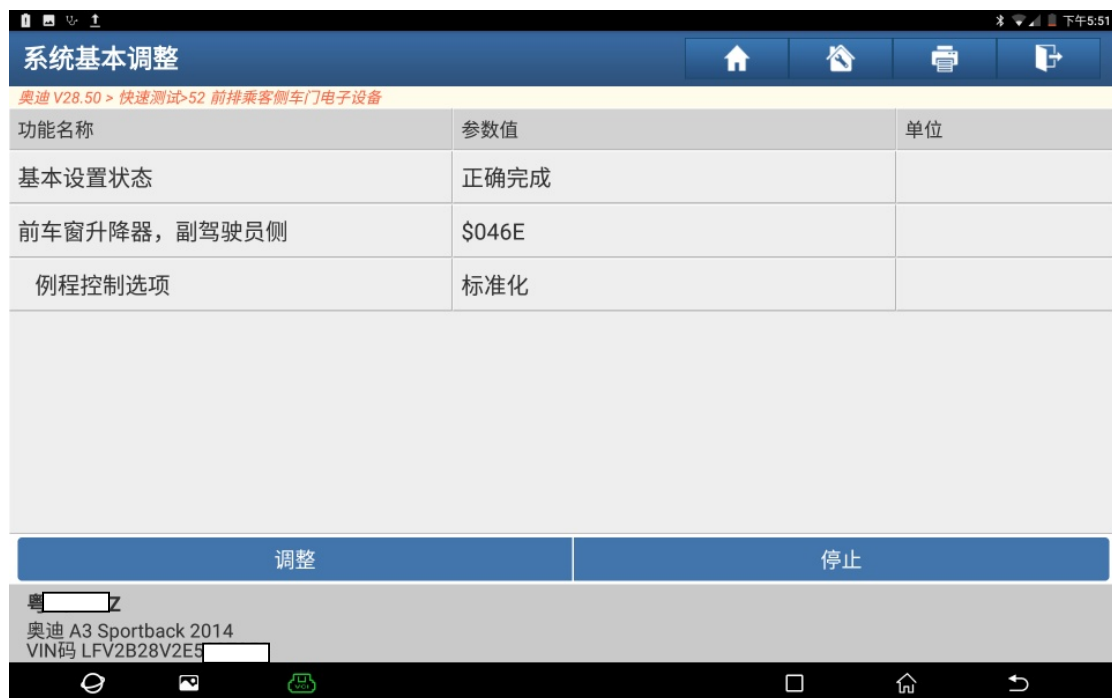 下午5:51
系统基本调整
奥迪 V28.50 > 快速测试>52 前排乘客侧车门电子设备
功能名称 参数值 单位
基本设置状态 正确完成
前车窗升降器，副驾驶员侧 $046E
例程控制选项 标准化
调整 停止
粤 Z
奥迪 A3 Sportback 2014
VIN码 LFV2B28V2E5
VCI